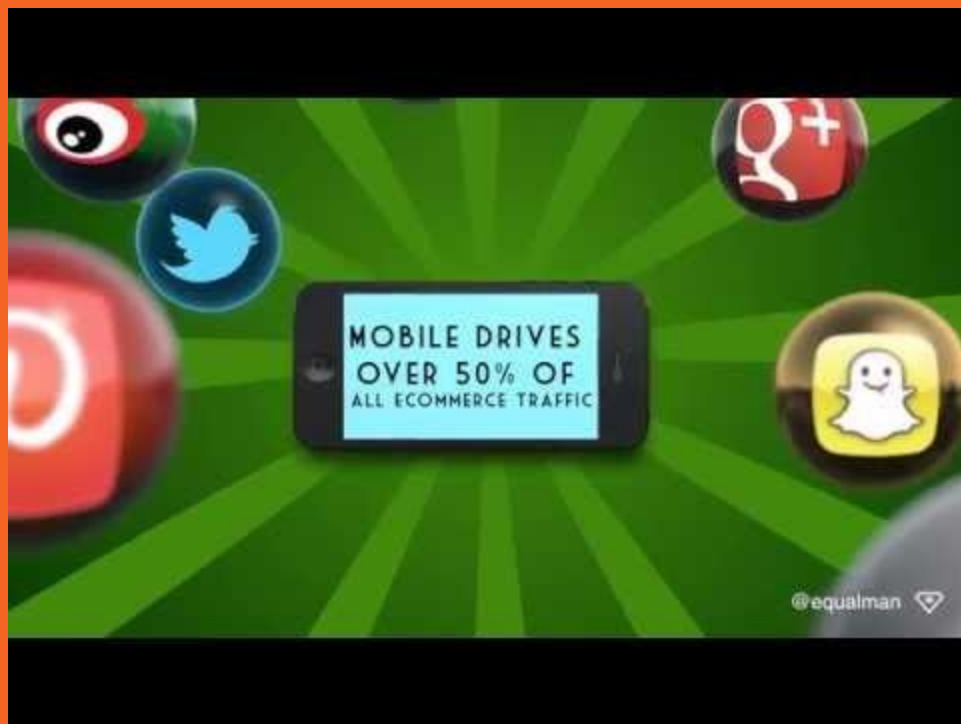 g+
MOBILE DRIVES
OVER 50% OF
ALL ECOMMERCE TRAFFIC
@equalman